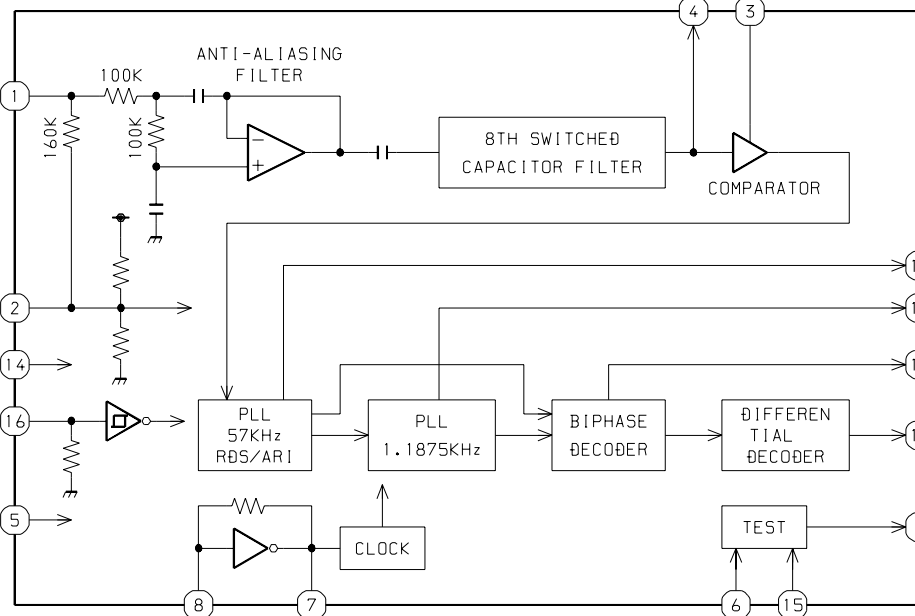 4
3
ANTI-ALIASING
FILTER
100K
1
160K
100K
8TH SWITCHED
CAPACITOR FILTER
COMPARATOR
2
14
16
PLL
57KHz
RDS/ARI
PLL
1.1875KHz
BIPHASE
DECODER
DIFFEREN
TIAL
DECODER
5
CLOCK
TEST
8
7
6
15